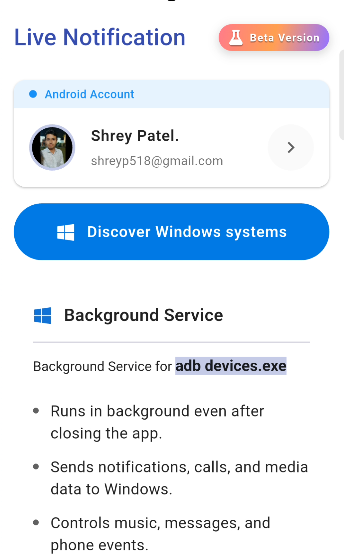 Live Notification
Beta Version
Android Account
Shrey Patel.
shreyp518@gmail.com
Discover Windows systems
Background Service
Background Service for adb devices.exe
Runs in background even after
closing the app.
Sends notifications, calls, and media
data to Windows.
Controls music, messages, and
phone events.